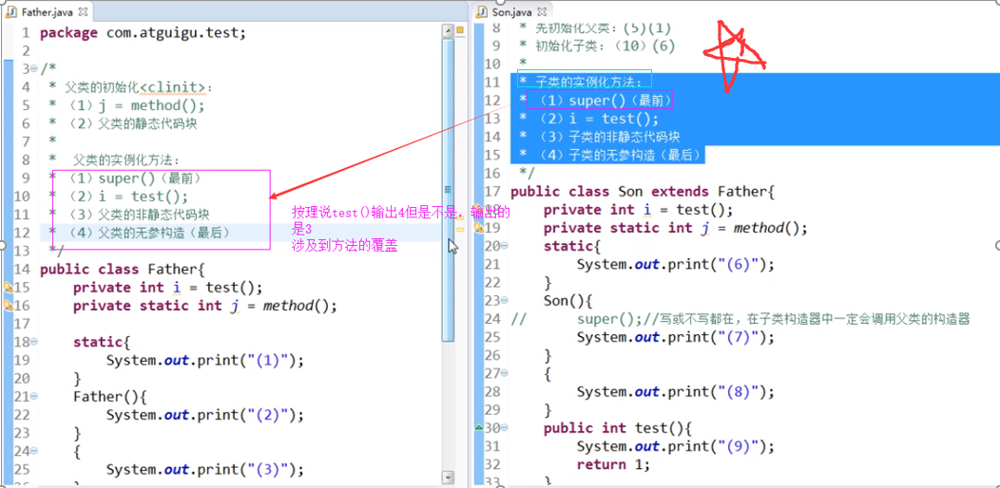 Father.java
1 package com.atguigu.test;
2
3 /*
4  * 父类的初始化<clinit>:
5  * （1）j = method();
6  * （2）父类的静态代码块
7  *
8  *  父类的实例化方法:
9  * （1）super()（最前）
10  * （2）i = test();
11  * （3）父类的非静态代码块
12  * （4）父类的无参构造（最后）
13  */
14 public class Father{
15     private int i = test();
16     private static int j = method();
18     static{
19         System.out.print("(1)");
20     }
21     Father(){
22         System.out.print("(2)");
23     }
24     {
25         System.out.print("(3)");
按理说test()输出4但是不是，输出的
是3
涉及到方法的覆盖
Son.java
8  * 先初始化父类: (5)(1)
9  * 初始化子类: （10）(6)
10  *
11  * 子类的实例化方法:
12  * （1）super()（最前）
13  * （2）i = test();
14  * （3）子类的非静态代码块
15  * （4）子类的无参构造（最后）
16  */
17 public class Son extends Father{
18     private int i = test();
19     private static int j = method();
20     static{
21         System.out.print("(6)");
22     }
23     Son(){
24 //      super();//写或不写都在，在子类构造器中一定会调用父类的构造器
25         System.out.print("(7)");
26     }
27     {
28         System.out.print("(8)");
29     }
30     public int test(){
31         System.out.print("(9)");
32         return 1;
33     }